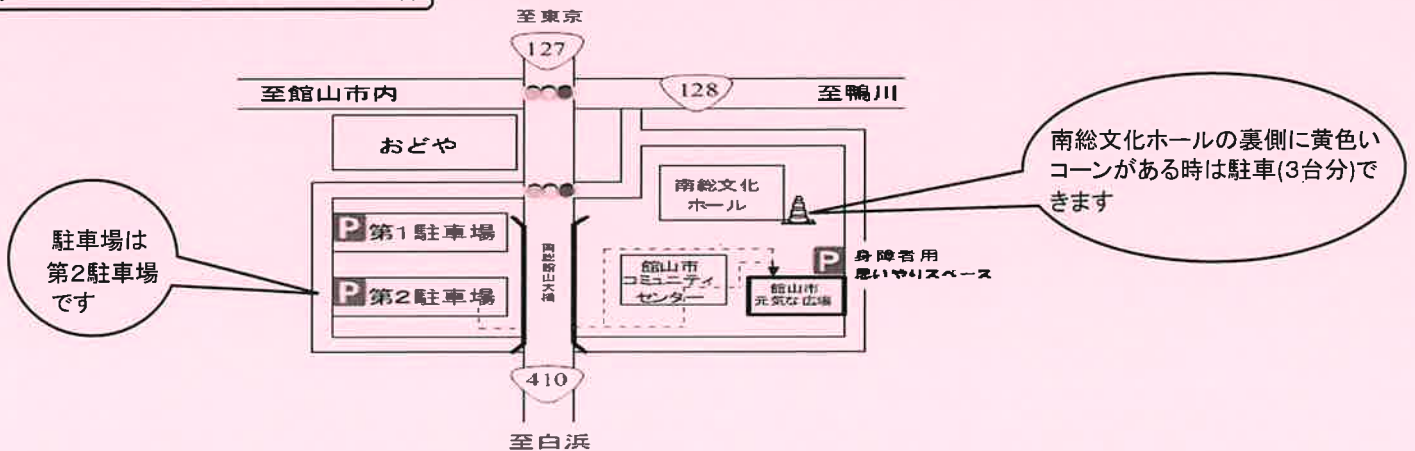 至東京
127
至館山市内
128
至鴨川
おどや
南総文化ホールの裏側に黄色い
コーンがある時は駐車(3台分)で
きます
南総文化
ホール
駐車場は
第2駐車場
です
P 第1駐車場
P 第2駐車場
南総館山大橋
館山市
コミュニティ
センター
P 身障者用
思いやりスペース
館山市
元気な広場
410
至白浜